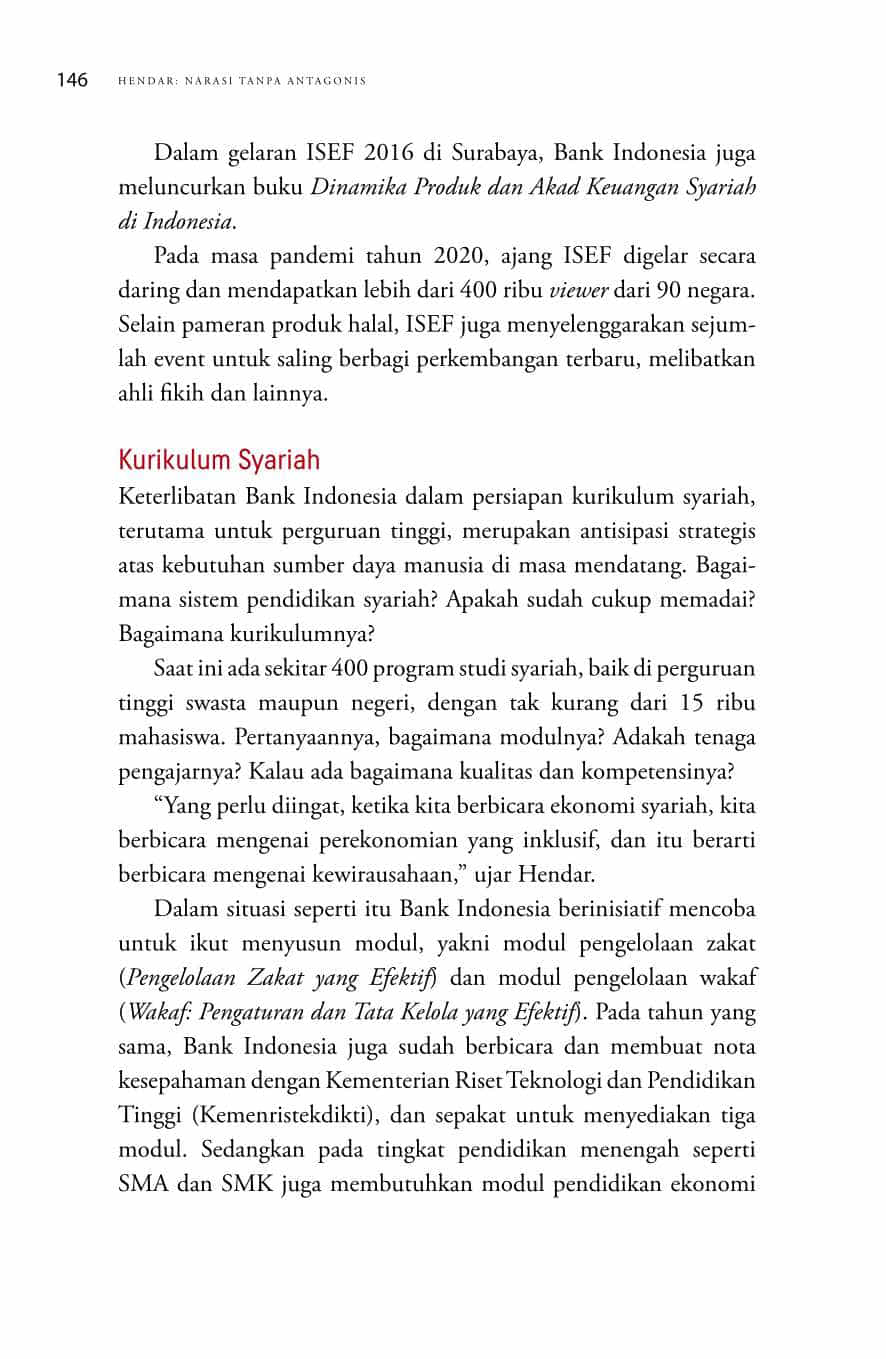 146 HENDAR: NARASI TANPA ANTAGONIS
Dalam gelaran ISEF 2016 di Surabaya, Bank Indonesia juga
meluncurkan buku Dinamika Produk dan Akad Keuangan Syariah
di Indonesia.
Pada masa pandemi tahun 2020, ajang ISEF digelar secara
daring dan mendapatkan lebih dari 400 ribu viewer dari 90 negara.
Selain pameran produk halal, ISEF juga menyelenggarakan sejum-
lah event untuk saling berbagi perkembangan terbaru, melibatkan
ahli fikih dan lainnya.
Kurikulum Syariah
Keterlibatan Bank Indonesia dalam persiapan kurikulum syariah,
terutama untuk perguruan tinggi, merupakan antisipasi strategis
atas kebutuhan sumber daya manusia di masa mendatang. Bagai-
mana sistem pendidikan syariah? Apakah sudah cukup memadai?
Bagaimana kurikulumnya?
Saat ini ada sekitar 400 program studi syariah, baik di perguruan
tinggi swasta maupun negeri, dengan tak kurang dari 15 ribu
mahasiswa. Pertanyaannya, bagaimana modulnya? Adakah tenaga
pengajarnya? Kalau ada bagaimana kualitas dan kompetensinya?
“Yang perlu diingat, ketika kita berbicara ekonomi syariah, kita
berbicara mengenai perekonomian yang inklusif, dan itu berarti
berbicara mengenai kewirausahaan,” ujar Hendar.
Dalam situasi seperti itu Bank Indonesia berinisiatif mencoba
untuk ikut menyusun modul, yakni modul pengelolaan zakat
(Pengelolaan Zakat yang Efektif) dan modul pengelolaan wakaf
(Wakaf: Pengaturan dan Tata Kelola yang Efektif). Pada tahun yang
sama, Bank Indonesia juga sudah berbicara dan membuat nota
kesepahaman dengan Kementerian Riset Teknologi dan Pendidikan
Tinggi (Kemenristekdikti), dan sepakat untuk menyediakan tiga
modul. Sedangkan pada tingkat pendidikan menengah seperti
SMA dan SMK juga membutuhkan modul pendidikan ekonomi